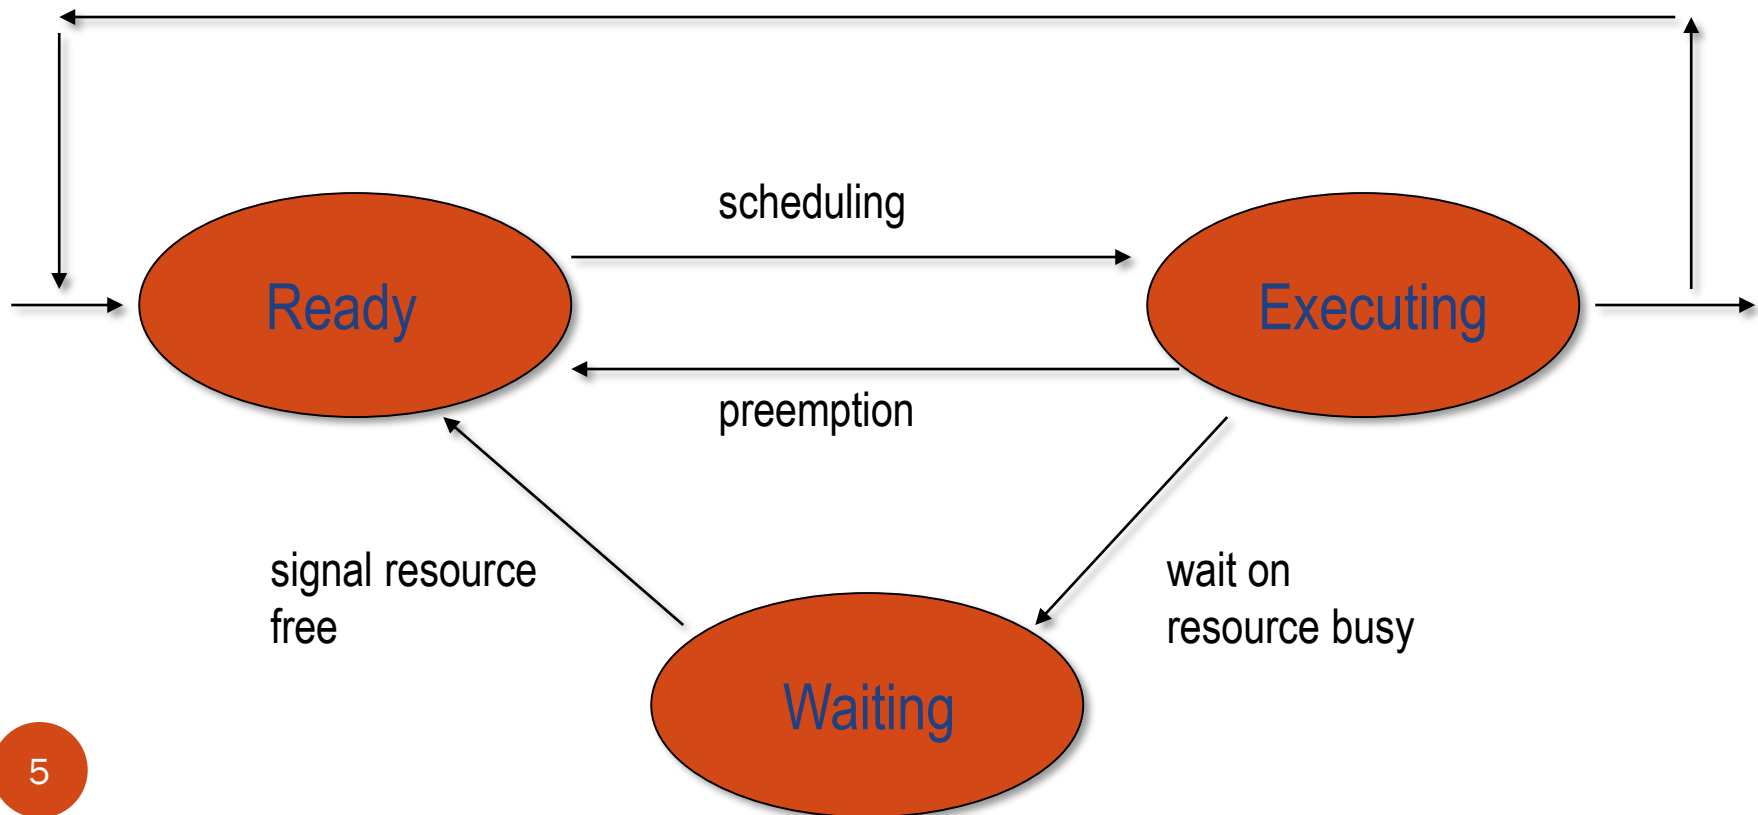 scheduling
Ready
Executing
preemption
signal resource
free
wait on
resource busy
Waiting
5